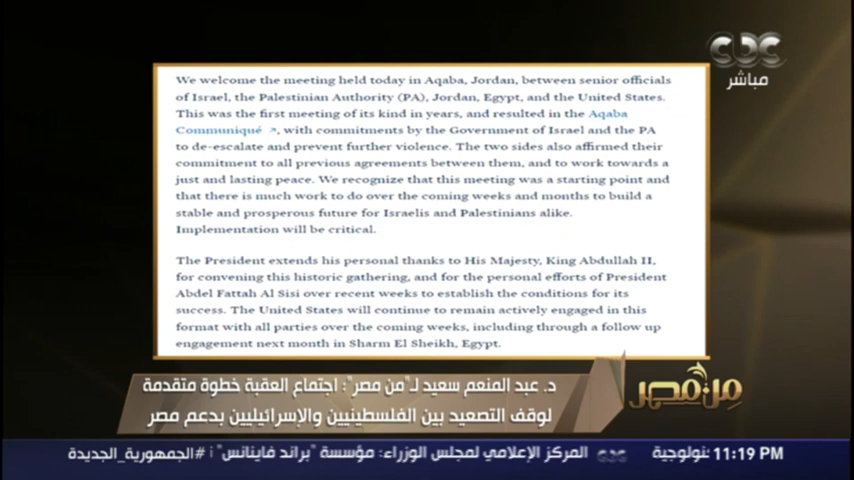 cbc
مباشر
We welcome the meeting held today in Aqaba, Jordan, between senior officials
of Israel, the Palestinian Authority (PA), Jordan, Egypt, and the United States.
This was the first meeting of its kind in years, and resulted in the Aqaba
Communiqué ↗, with commitments by the Government of Israel and the PA
to de-escalate and prevent further violence. The two sides also affirmed their
commitment to all previous agreements between them, and to work towards a
just and lasting peace. We recognize that this meeting was a starting point and
that there is much work to do over the coming weeks and months to build a
stable and prosperous future for Israelis and Palestinians alike.
Implementation will be critical.
The President extends his personal thanks to His Majesty, King Abdullah II,
for convening this historic gathering, and for the personal efforts of President
Abdel Fattah Al Sisi over recent weeks to establish the conditions for its
success. The United States will continue to remain actively engaged in this
format with all parties over the coming weeks, including through a follow up
engagement next month in Sharm El Sheikh, Egypt.
من مصر
د. عبد المنعم سعيد لـ"من مصر": اجتماع العقبة خطوة متقدمة
لوقف التصعيد بين الفلسطينيين والإسرائيليين بدعم مصر
11:19 PM
نولوجية cbc المركز الإعلامي لمجلس الوزراء: مؤسسة "براند فاينانس" #الجمهورية_الجديدة